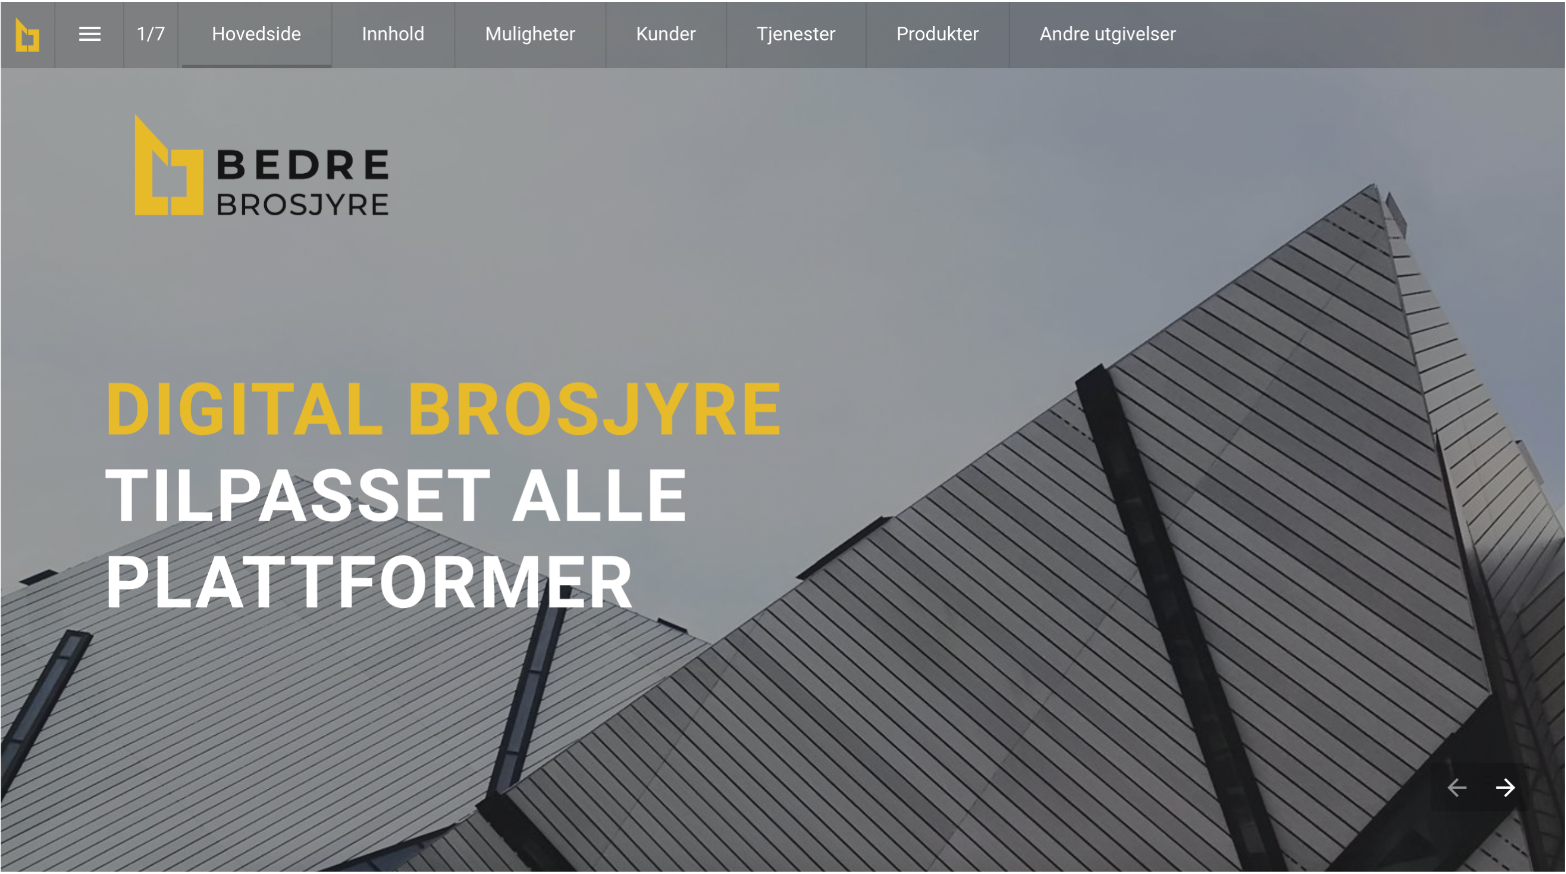 1/7
Hovedside
Innhold
Muligheter
Kunder
Tjenester
Produkter
Andre utgivelser
BEDRE
BROSJYRE
DIGITAL BROSJYRE
TILPASSET ALLE
PLATTFORMER